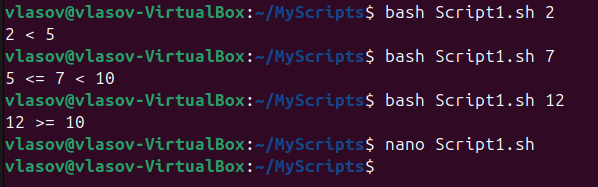 vlasov@vlasov-VirtualBox:~/MyScripts$ bash Script1.sh 2
2 < 5
vlasov@vlasov-VirtualBox:~/MyScripts$ bash Script1.sh 7
5 <= 7 < 10
vlasov@vlasov-VirtualBox:~/MyScripts$ bash Script1.sh 12
12 >= 10
vlasov@vlasov-VirtualBox:~/MyScripts$ nano Script1.sh
vlasov@vlasov-VirtualBox:~/MyScripts$